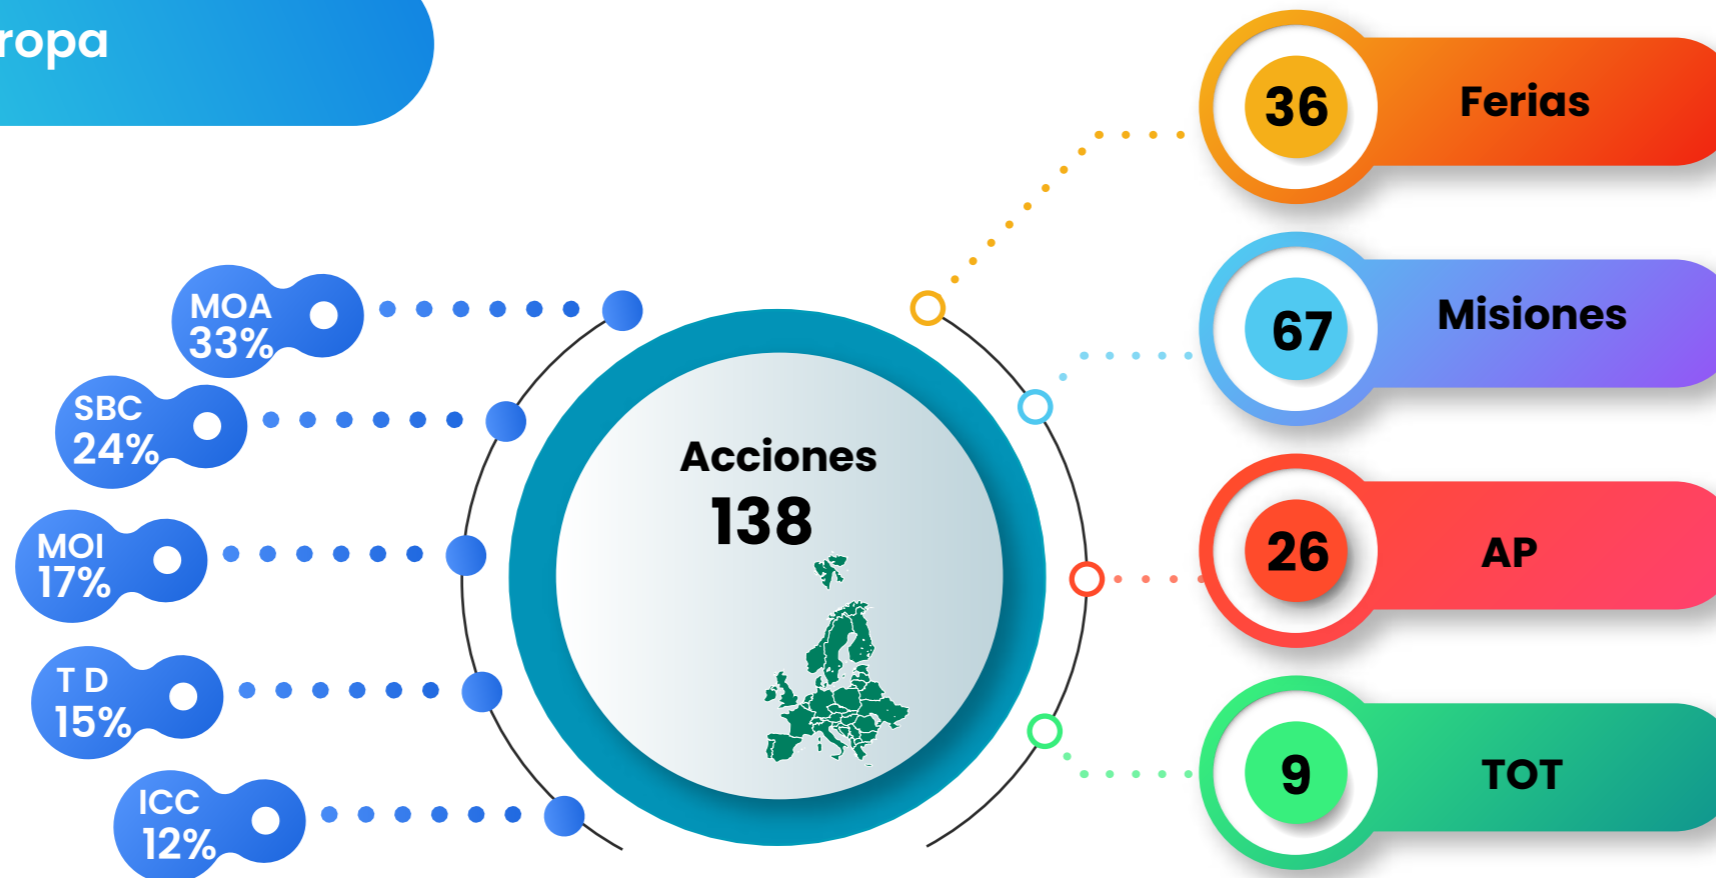 ropa
MOA
33%
SBC
24%
MOI
17%
T D
15%
ICC
12%
Acciones
138
36
Ferias
67
Misiones
26
AP
9
TOT